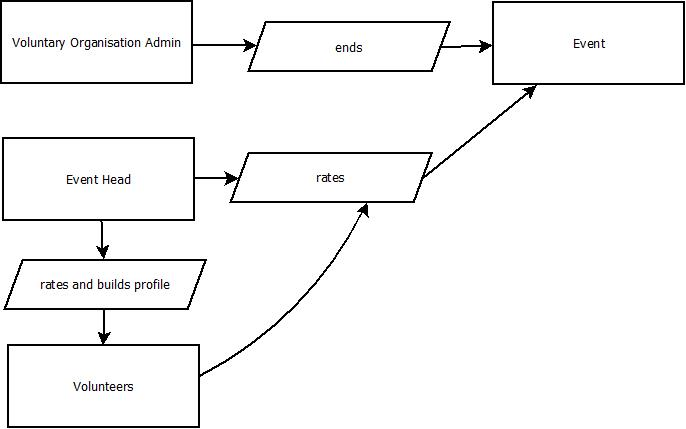 Voluntary Organisation Admin
ends
Event
Event Head
rates
rates and builds profile
Volunteers